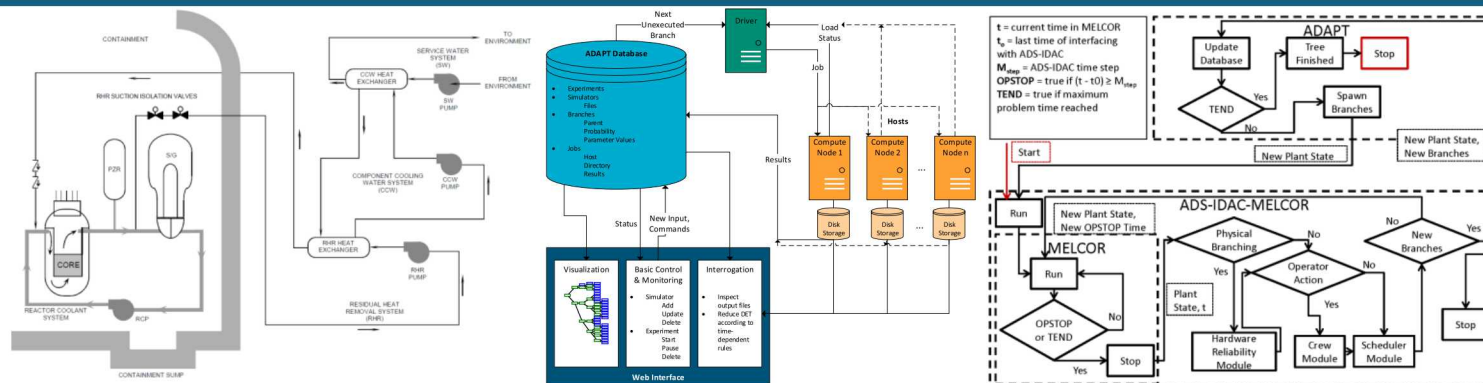 CONTAINMENT
TO
ENVIRONMENT
SERVICE WATER
SYSTEM
(SW)
CCW HEAT
EXCHANGER
FROM
ENVIRONMENT
SW
PUMP
RHR SUCTION ISOLATION VALVES
PZR
S/G
COMPONENT COOLING
WATER SYSTEM
(CCW)
CCW
PUMP
RHR HEAT
EXCHANGER
CORE
RHR
PUMP
REACTOR COOLANT
SYSTEM
RCP
RESIDUAL HEAT
REMOVAL SYSTEM
(RHR)
CONTAINMENT SUMP
Next
Unexecuted
Branch
Driver
Load
Status
Job
ADAPT Database
• Experiments
• Simulators
Files
• Branches
Parent
Probability
Parameter Values
• Jobs
Host
Directory
Results
Hosts
Compute
Node 1
Compute
Node 2
Compute
Node n
...
Results
Disk
Storage
Disk
Storage
...
Disk
Storage
Status
New Input,
Commands
Visualization
Basic Control
& Monitoring
• Simulator
Add
Update
Delete
• Experiment
Start
Pause
Delete
Interrogation
• Inspect
output files
• Reduce DET
according to
time-
dependent
rules
Web Interface
t = current time in MELCOR
t₀ = last time of interfacing
with ADS-IDAC
Mstep = ADS-IDAC time step
OPSTOP = true if (t - t0) ≥ Mstep
TEND = true if maximum
problem time reached
ADAPT
Update
Database
Tree
Finished
Stop
TEND
Yes
No
Spawn
Branches
New Plant State
New Plant State,
New Branches
Start
Run
New Plant State,
New OPSTOP Time
ADS-IDAC-MELCOR
MELCOR
Run
OPSTOP
or TEND
No
Yes
Stop
Physical
Branching
No
Yes
Plant
State, t
Operator
Action
No
Yes
Hardware
Reliability
Module
Crew
Module
Scheduler
Module
No
New
Branches
Yes
Stop